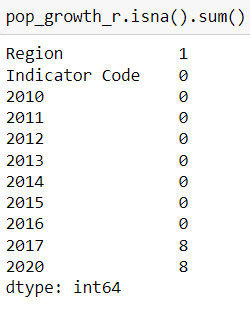 pop_growth_r.isna().sum()
Region 1
Indicator Code 0
2010 0
2011 0
2012 0
2013 0
2014 0
2015 0
2016 0
2017 8
2020 8
dtype: int64